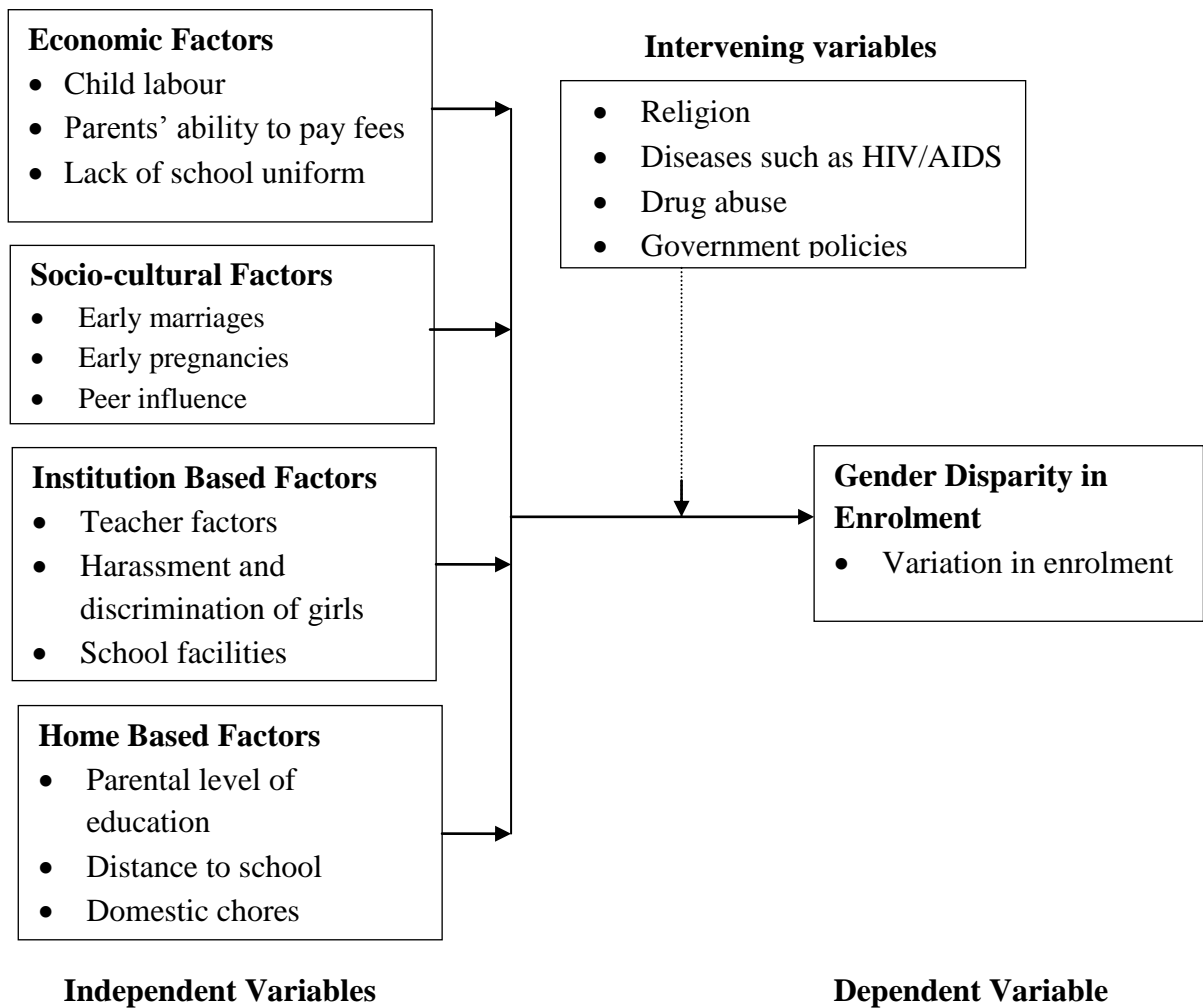 Economic Factors
• Child labour
• Parents’ ability to pay fees
• Lack of school uniform
Socio-cultural Factors
• Early marriages
• Early pregnancies
• Peer influence
Institution Based Factors
• Teacher factors
• Harassment and
discrimination of girls
• School facilities
Home Based Factors
• Parental level of
education
• Distance to school
• Domestic chores
Independent Variables
Intervening variables
• Religion
• Diseases such as HIV/AIDS
• Drug abuse
• Government policies
Gender Disparity in
Enrolment
• Variation in enrolment
Dependent Variable